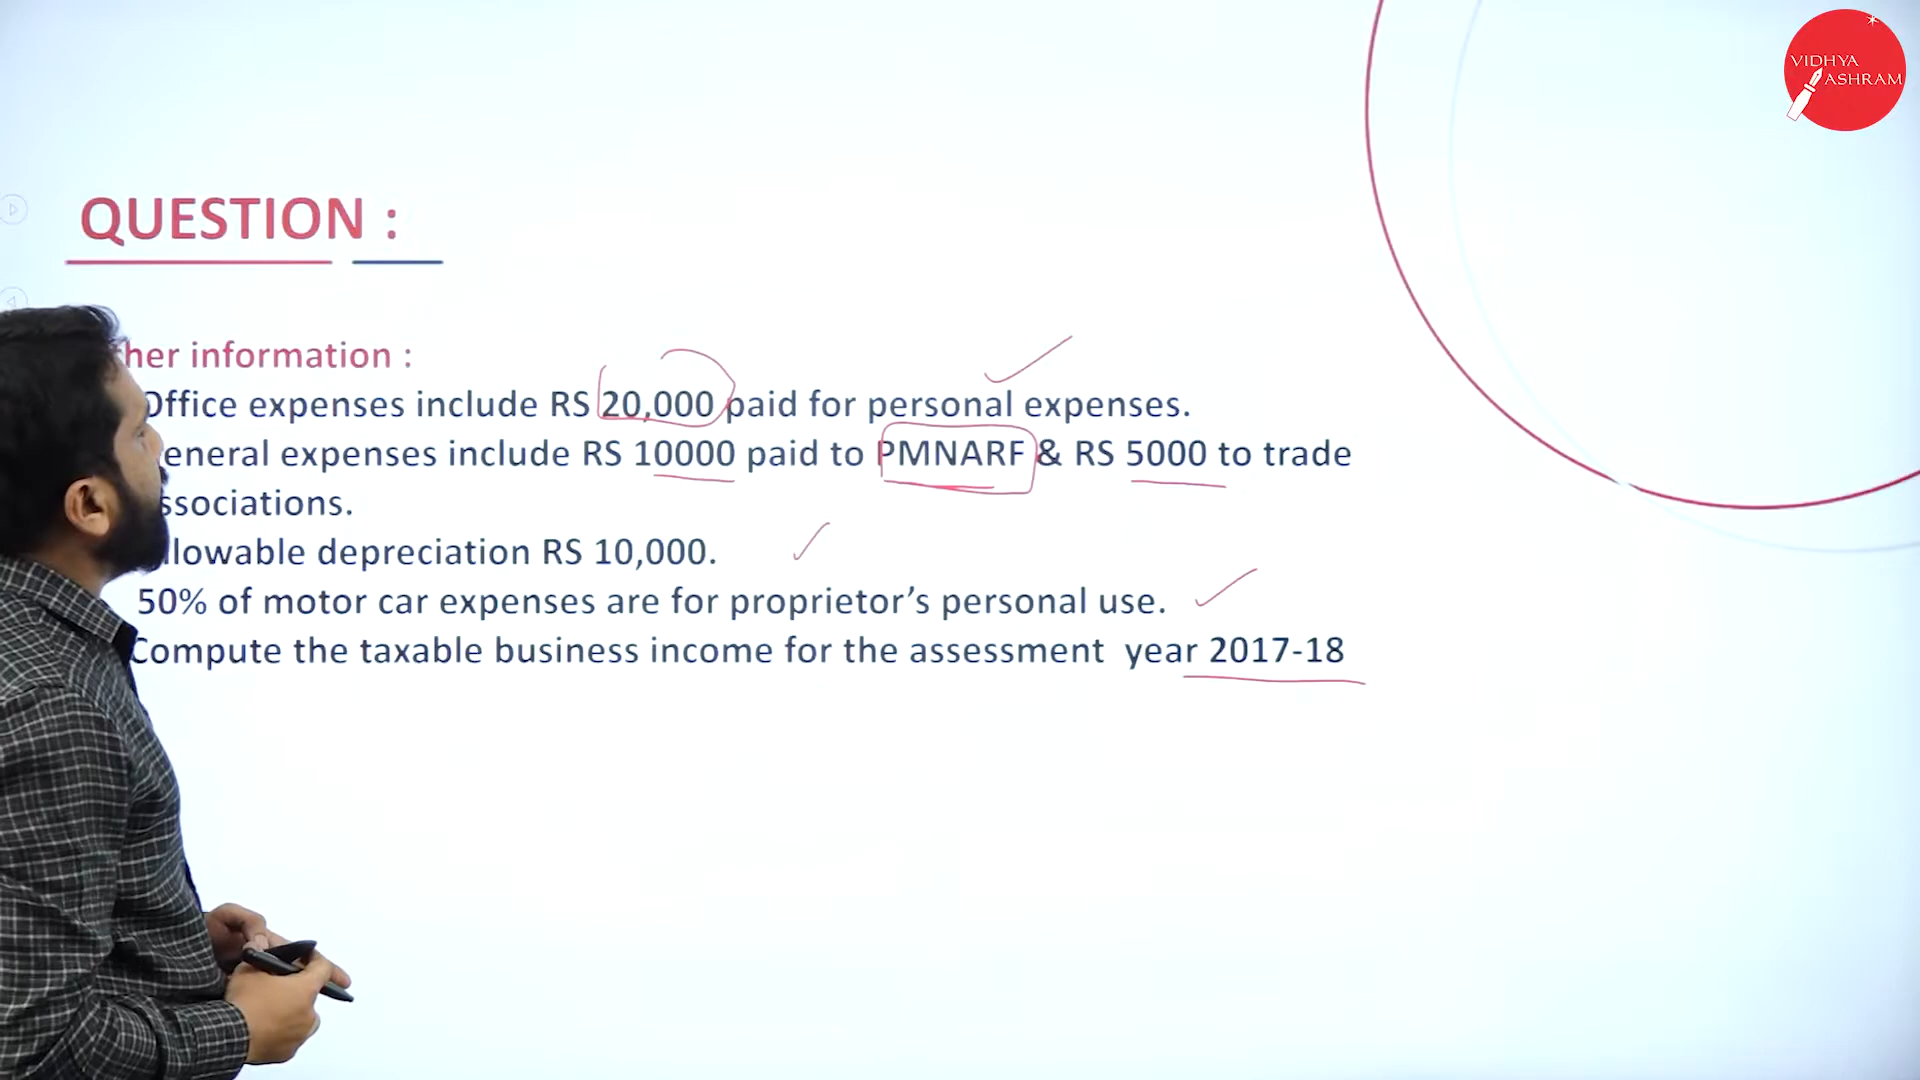 VIDHYA
ASHRAM
QUESTION :
her information :
Office expenses include RS 20,000 paid for personal expenses.
eneral expenses include RS 10000 paid to PMNARF & RS 5000 to trade
ssociations.
llowable depreciation RS 10,000.
50% of motor car expenses are for proprietor’s personal use.
Compute the taxable business income for the assessment year 2017-18